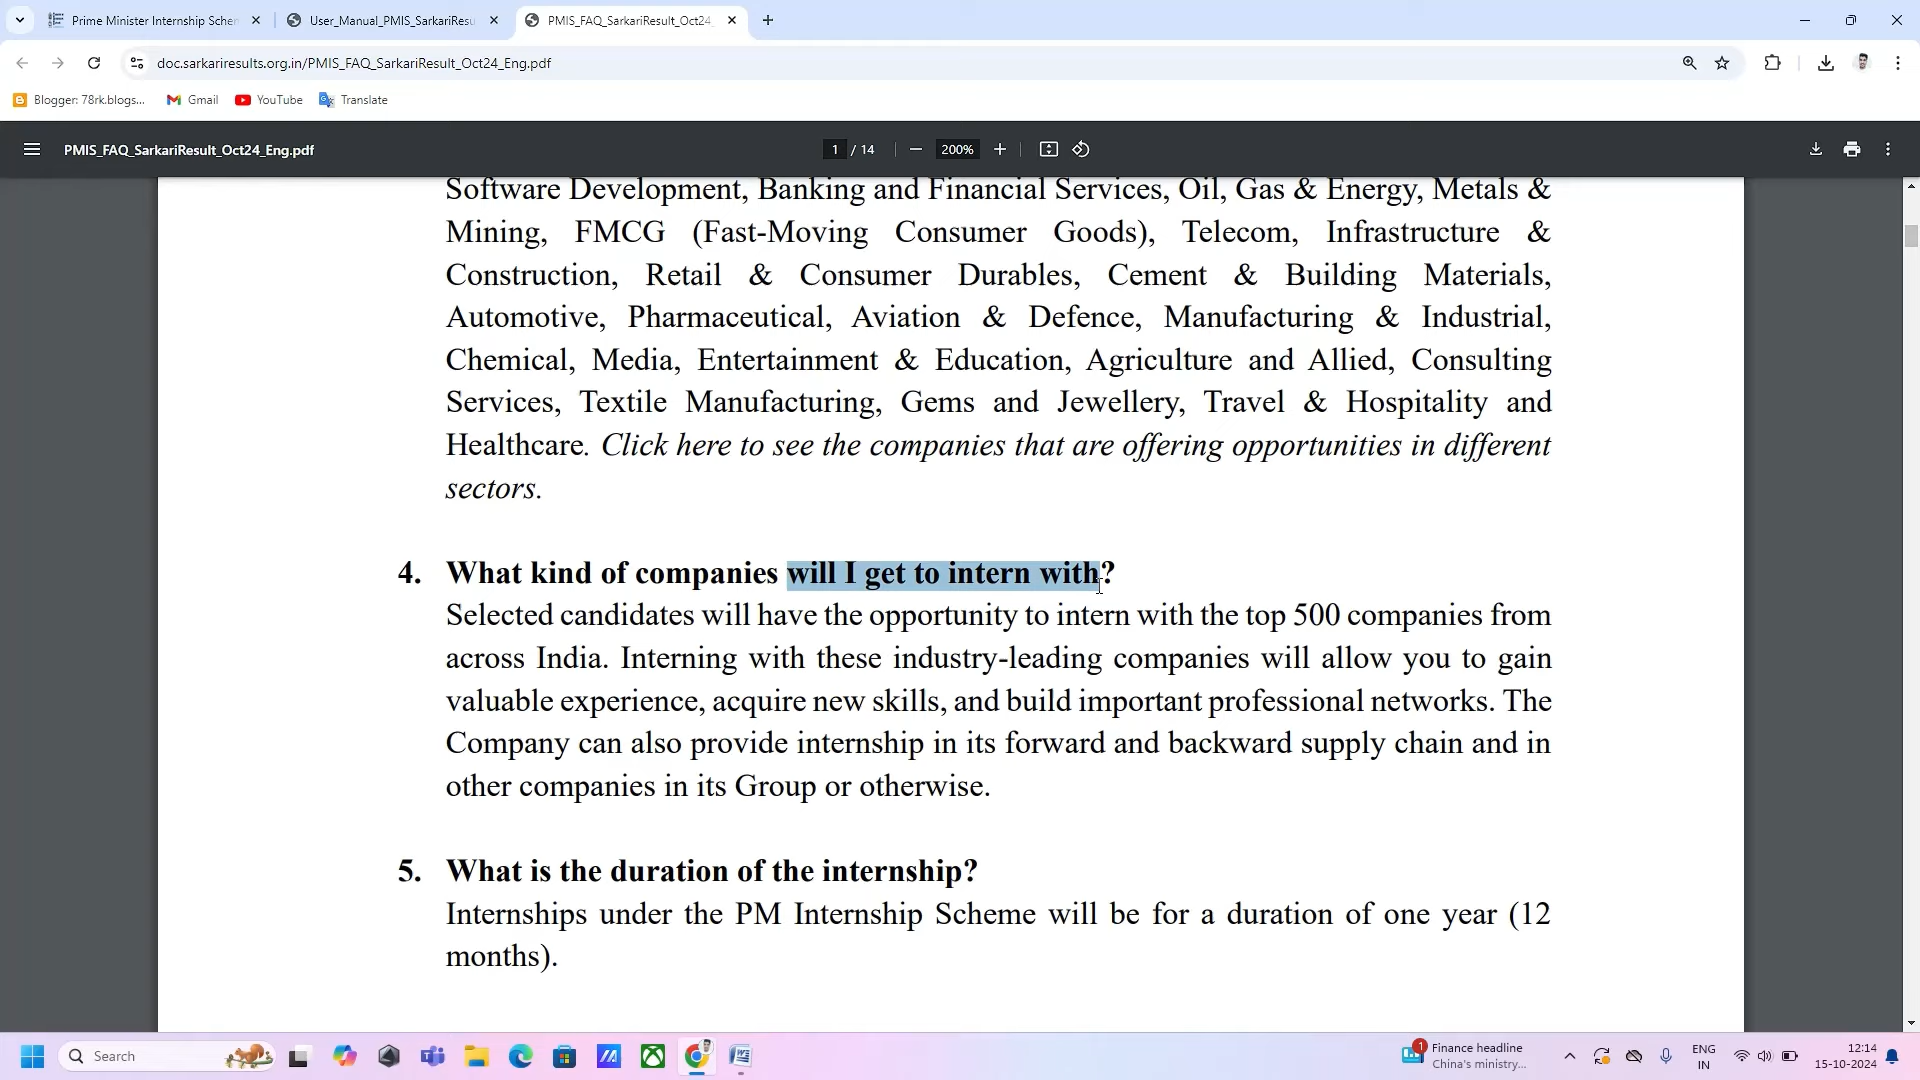 Prime Minister Internship Schen
User_Manual_PMIS_SarkariResu
PMIS_FAQ_SarkariResult_Oct24_
doc.sarkariresults.org.in/PMIS_FAQ_SarkariResult_Oct24_Eng.pdf
Blogger: 78rk.blogs... Gmail YouTube Translate
PMIS_FAQ_SarkariResult_Oct24_Eng.pdf
1 / 14
200%
Software Development, Banking and Financial Services, Oil, Gas & Energy, Metals &
Mining, FMCG (Fast-Moving Consumer Goods), Telecom, Infrastructure &
Construction, Retail & Consumer Durables, Cement & Building Materials,
Automotive, Pharmaceutical, Aviation & Defence, Manufacturing & Industrial,
Chemical, Media, Entertainment & Education, Agriculture and Allied, Consulting
Services, Textile Manufacturing, Gems and Jewellery, Travel & Hospitality and
Healthcare. Click here to see the companies that are offering opportunities in different
sectors.
4. What kind of companies will I get to intern with?
Selected candidates will have the opportunity to intern with the top 500 companies from
across India. Interning with these industry-leading companies will allow you to gain
valuable experience, acquire new skills, and build important professional networks. The
Company can also provide internship in its forward and backward supply chain and in
other companies in its Group or otherwise.
5. What is the duration of the internship?
Internships under the PM Internship Scheme will be for a duration of one year (12
months).
Search
1
Finance headline
China's ministry...
ENG
IN
12:14
15-10-2024